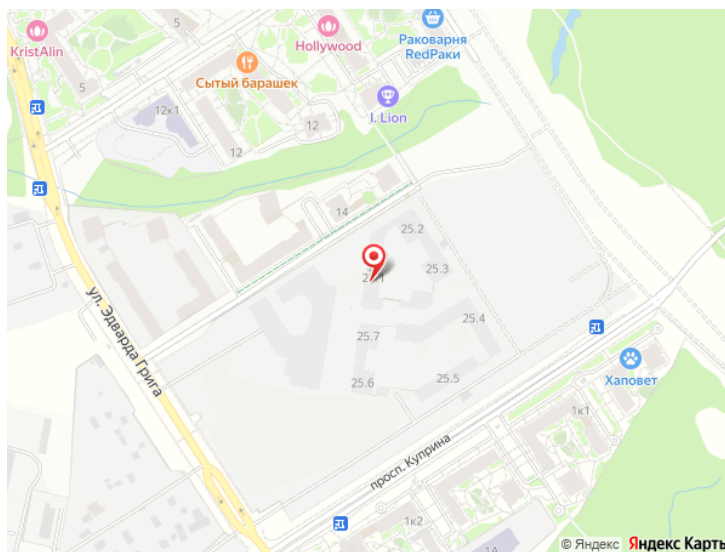 Hollywood
KristAlin
Раковарня
RedРаки
Сытый барашек
5
5
12к1
I. Lion
12
12
14
25.2
25.3
25.4
25.7
25.6
25.5
ул. Эдварда Грига
Хаповет
1к1
просп. Куприна
1к2
1А
© Яндекс Яндекс Карты